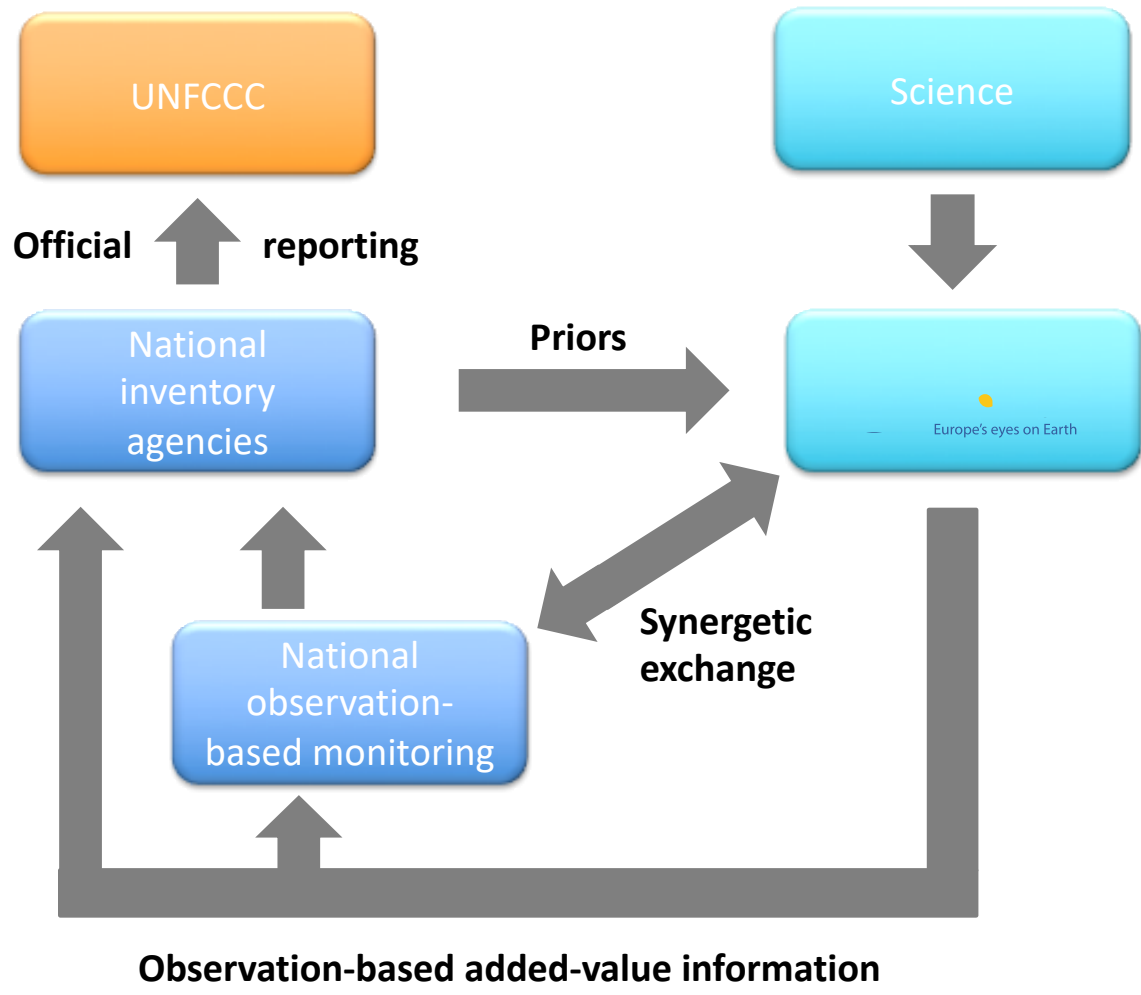 UNFCCC
Science
Official reporting
National
inventory
agencies
Priors
Europe's eyes on Earth
Synergetic
exchange
National
observation-
based monitoring
Observation-based added-value information